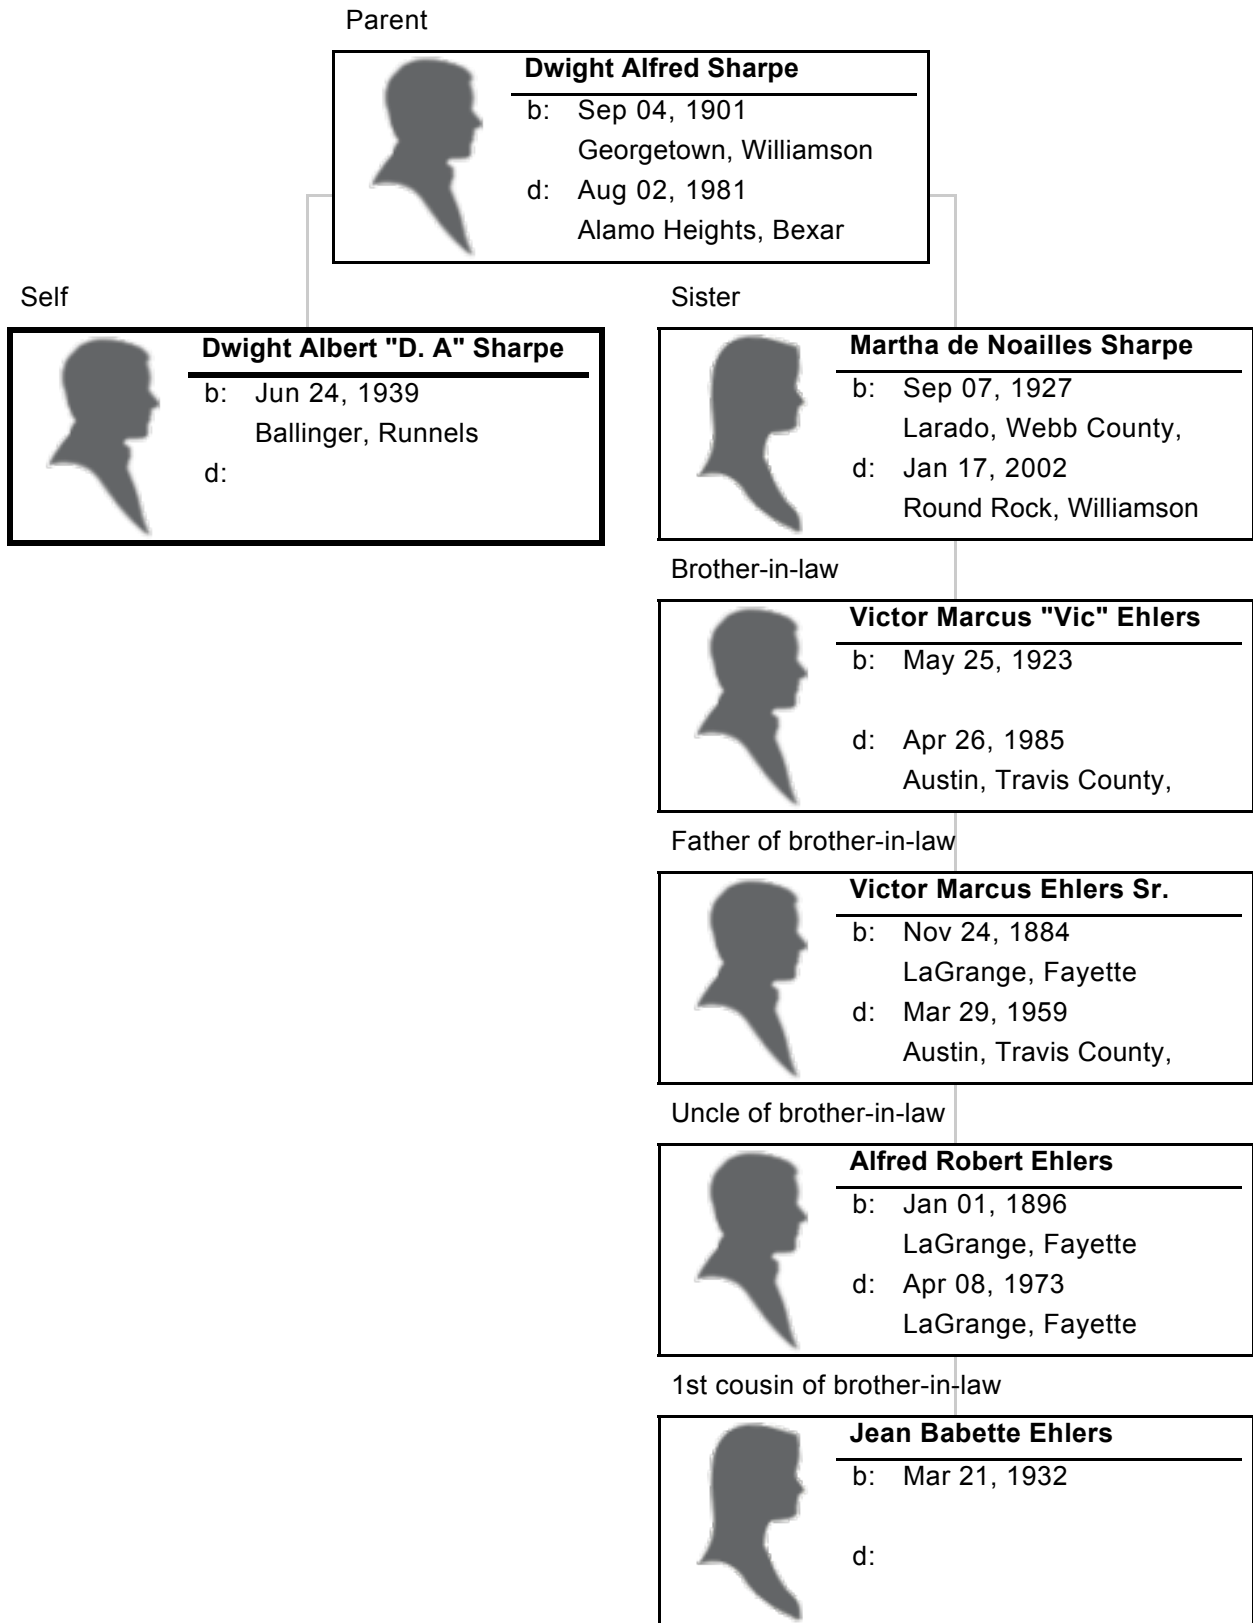 Parent
Dwight Alfred Sharpe
b: Sep 04, 1901
Georgetown, Williamson
d: Aug 02, 1981
Alamo Heights, Bexar
Self
Dwight Albert "D. A" Sharpe
b: Jun 24, 1939
Ballinger, Runnels
d:
Sister
Martha de Noailles Sharpe
b: Sep 07, 1927
Larado, Webb County,
d: Jan 17, 2002
Round Rock, Williamson
Brother-in-law
Victor Marcus "Vic" Ehlers
b: May 25, 1923
d: Apr 26, 1985
Austin, Travis County,
Father of brother-in-law
Victor Marcus Ehlers Sr.
b: Nov 24, 1884
LaGrange, Fayette
d: Mar 29, 1959
Austin, Travis County,
Uncle of brother-in-law
Alfred Robert Ehlers
b: Jan 01, 1896
LaGrange, Fayette
d: Apr 08, 1973
LaGrange, Fayette
1st cousin of brother-in-law
Jean Babette Ehlers
b: Mar 21, 1932
d: